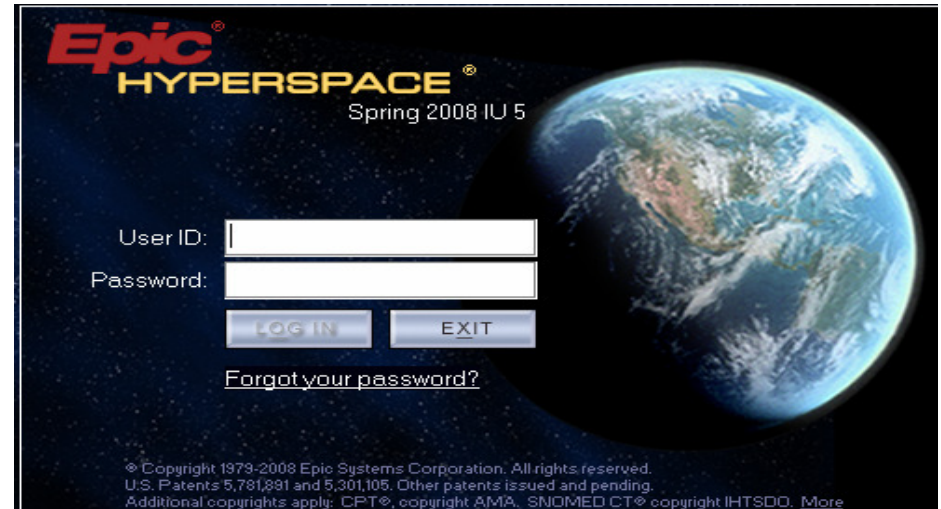 Epic®
HYPERSPACE®
Spring 2008 IU 5
User ID:
Password:
LOG IN
EXIT
Forgot your password?
© Copyright 1979-2008 Epic Systems Corporation. All rights reserved.
U.S. Patents 5,781,891 and 5,301,105. Other patents issued and pending.
Additional copyrights apply: CPT®, copyright AMA. SNOMED CT® copyright IHTSDO. More